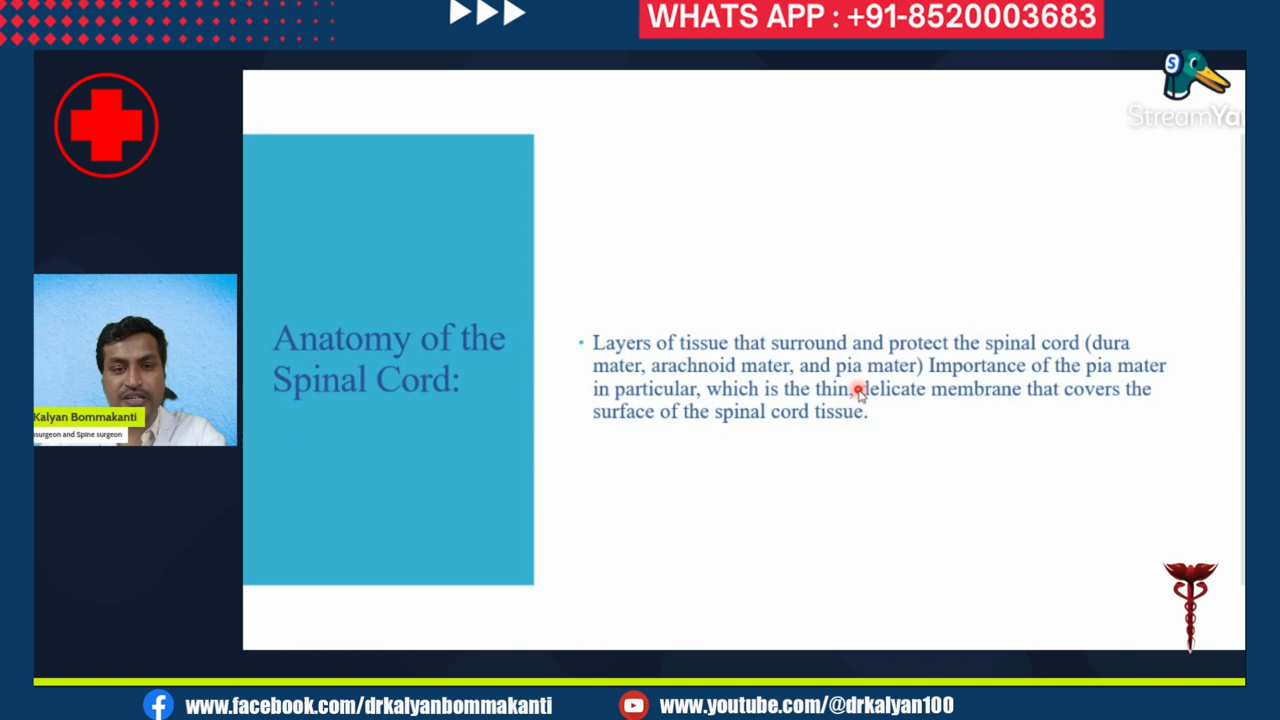 WHATS APP : +91-8520003683
StreamYa
Anatomy of the
Spinal Cord:
• Layers of tissue that surround and protect the spinal cord (dura
mater, arachnoid mater, and pia mater) Importance of the pia mater
in particular, which is the thin, delicate membrane that covers the
surface of the spinal cord tissue.
Kalyan Bommakanti
surgeon and Spine surgeon
www.facebook.com/drkalyanbommakanti
www.youtube.com/@drkalyan100